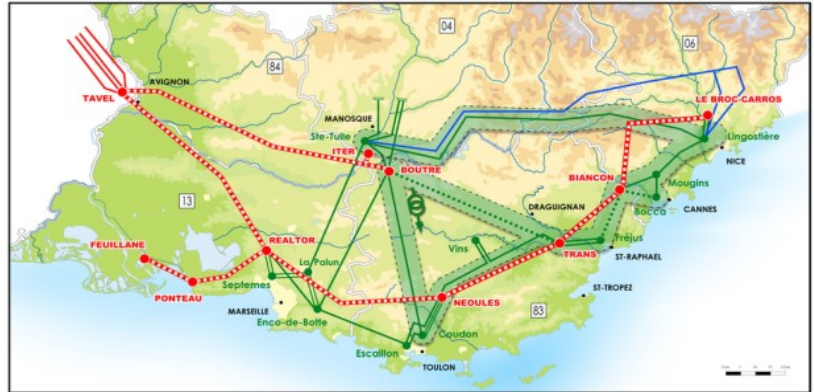 04
06
84
AVIGNON
TAVEL
LE BROC-CARROS
MANOSQUE
Ste-Tulle
Lingostière
ITER
NICE
BOUTRE
BIANCON
Mougins
13
DRAGUIGNAN
Bocca
CANNES
FEUILLANE
REALTOR
Vins
Fréjus
La Palun
TRANS
ST-RAPHAEL
Septemes
PONTEAU
NEOULES
ST-TROPEZ
MARSEILLE
Enco-de-Botte
83
Coudon
Escaillon
TOULON